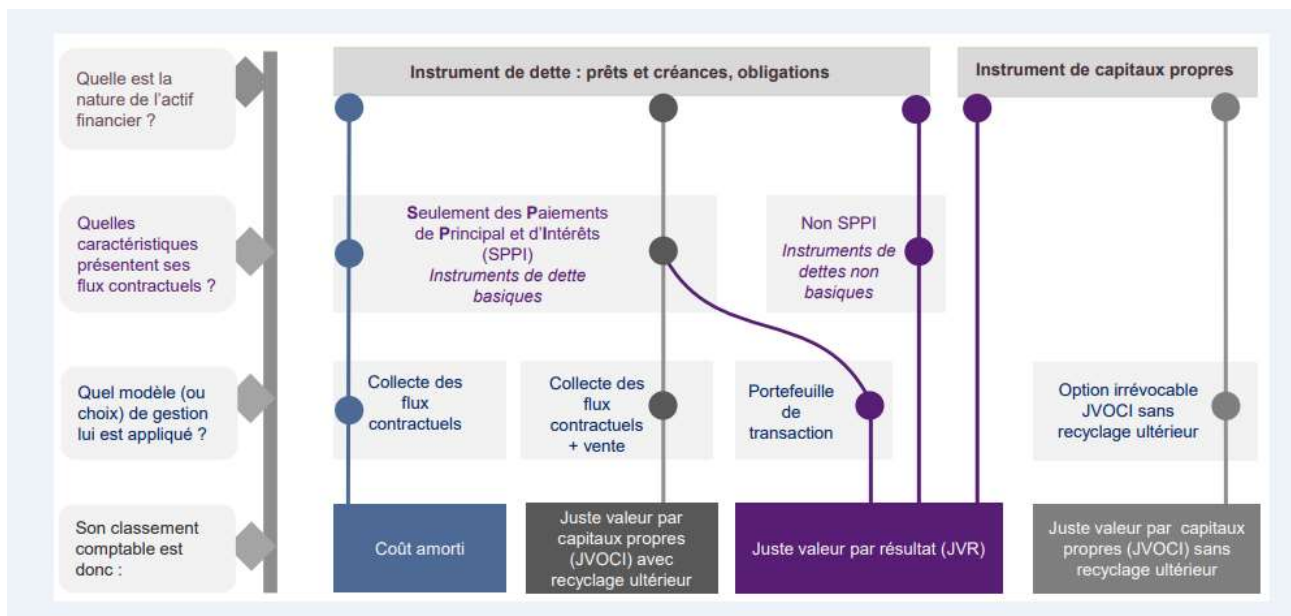 Quelle est la
nature de l'actif
financier ?
Instrument de dette : prêts et créances, obligations
Instrument de capitaux propres
Quelles
caractéristiques
présentent ses
flux contractuels ?
Seulement des Paiements
de Principal et d'Intérêts
(SPPI)
Instruments de dette
basiques
Non SPPI
Instruments de
dettes non
basiques
Quel modèle (ou
choix) de gestion
lui est appliqué ?
Collecte des
flux
contractuels
Collecte des
flux
contractuels
+ vente
Portefeuille
de
transaction
Option irrévocable
JVOCI sans
recyclage ultérieur
Son classement
comptable est
donc :
Coût amorti
Juste valeur par
capitaux propres
(JVOCI) avec
recyclage ultérieur
Juste valeur par résultat (JVR)
Juste valeur par capitaux
propres (JVOCI) sans
recyclage ultérieur